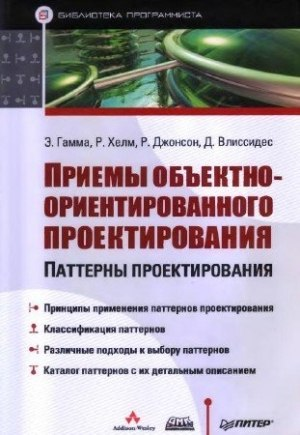 БИБЛИОТЕКА ПРОГРАММИСТА
Э. Гамма, Р. Хелм, Р. Джонсон, Д. Влиссидес
ПРИЕМЫ ОБЪЕКТНО-
ОРИЕНТИРОВАННОГО
ПРОЕКТИРОВАНИЯ
ПАТТЕРНЫ ПРОЕКТИРОВАНИЯ
Принципы применения паттернов проектирования
Классификация паттернов
Различные подходы к выбору паттернов
Каталог паттернов с их детальным описанием
Addison-Wesley
ДМК
ПИТЕР